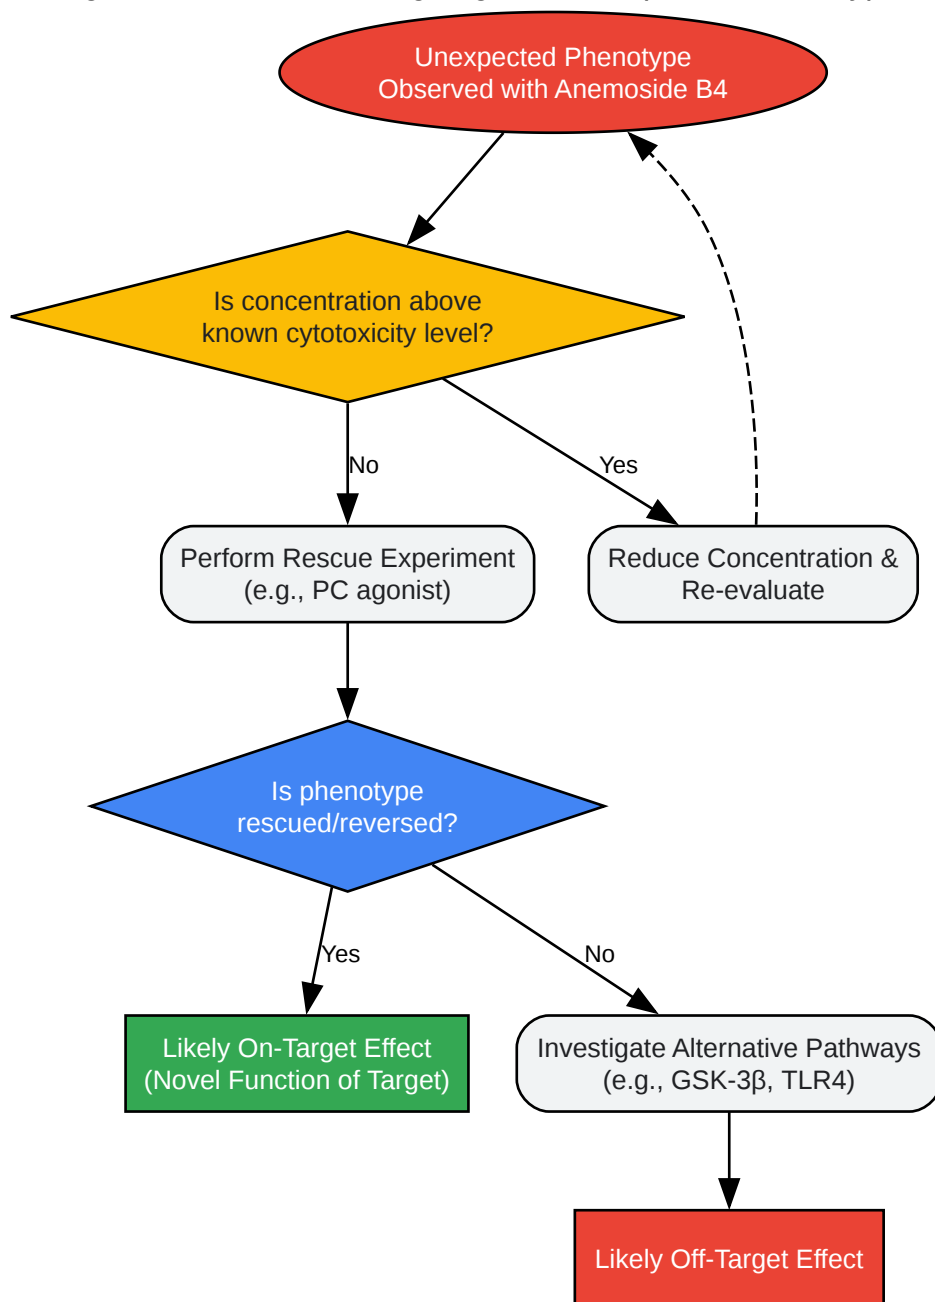 Unexpected Phenotype
Observed with Anemoside B4
Is concentration above
known cytotoxicity level?
No
Yes
Perform Rescue Experiment
(e.g., PC agonist)
Reduce Concentration &
Re-evaluate
Is phenotype
rescued/reversed?
Yes
No
Likely On-Target Effect
(Novel Function of Target)
Investigate Alternative Pathways
(e.g., GSK-3β, TLR4)
Likely Off-Target Effect